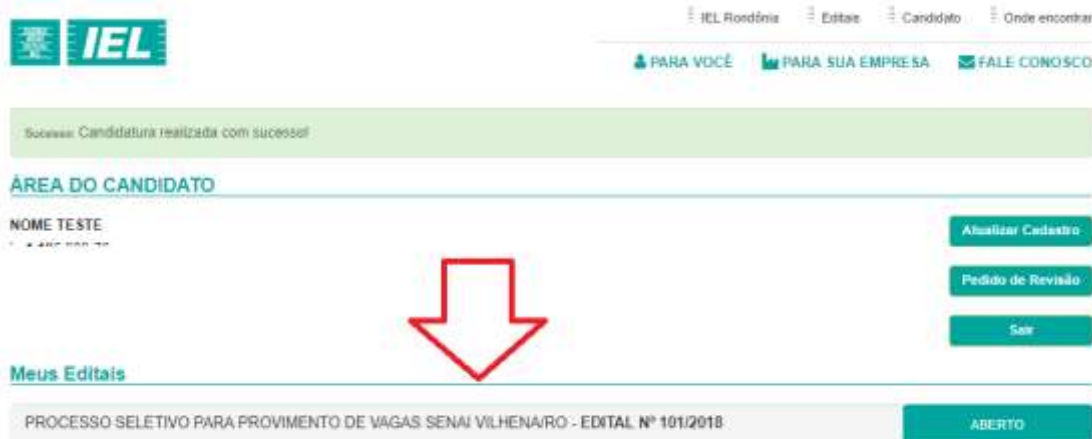 IEL
IEL Rondônia Editais Candidato Onde encontrar
PARA VOCÊ PARA SUA EMPRESA FALE CONOSCO
Sucesso: Candidatura realizada com sucesso!
ÁREA DO CANDIDATO
NOME TESTE
Atualizar Cadastro
Pedido de Revisão
Sair
Meus Editais
PROCESSO SELETIVO PARA PROVIMENTO DE VAGAS SENAI VILHENA/RO - EDITAL Nº 101/2018
ABERTO